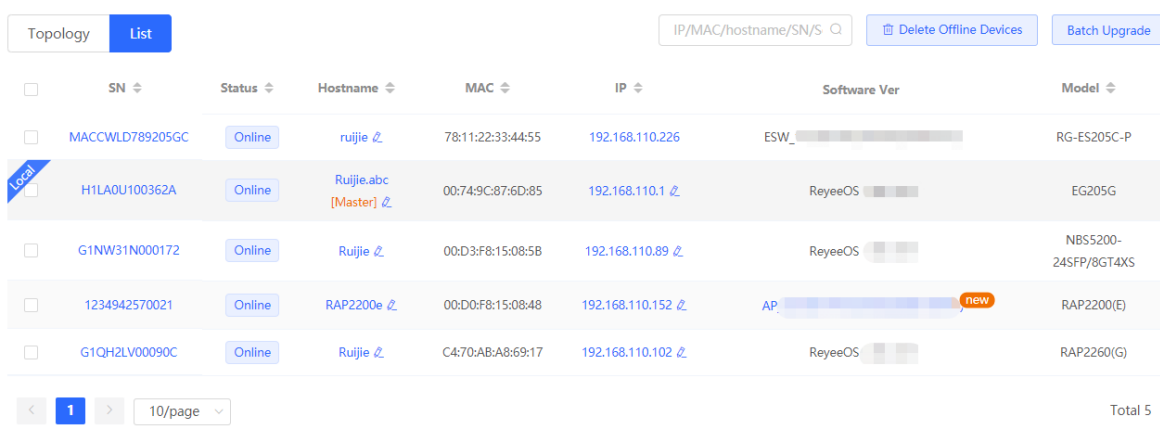 Topology List IP/MAC/hostname/SN/S Delete Offline Devices Batch Upgrade
SN Status Hostname MAC IP Software Ver Model
MACCWLD789205GC Online ruijie 78:11:22:33:44:55 192.168.110.226 ESW_ RG-ES205C-P
Local
H1LA0U100362A Online Ruijie.abc 00:74:9C:87:6D:85 192.168.110.1 ReyeeOS EG205G
[Master]
G1NW31N000172 Online Ruijie 00:D3:F8:15:08:5B 192.168.110.89 ReyeeOS NBS5200-
24SFP/8GT4XS
1234942570021 Online RAP2200e 00:D0:F8:15:08:48 192.168.110.152 AP_ new RAP2200(E)
G1QH2LV00090C Online Ruijie C4:70:AB:A8:69:17 192.168.110.102 ReyeeOS RAP2260(G)
< 1 > 10/page Total 5